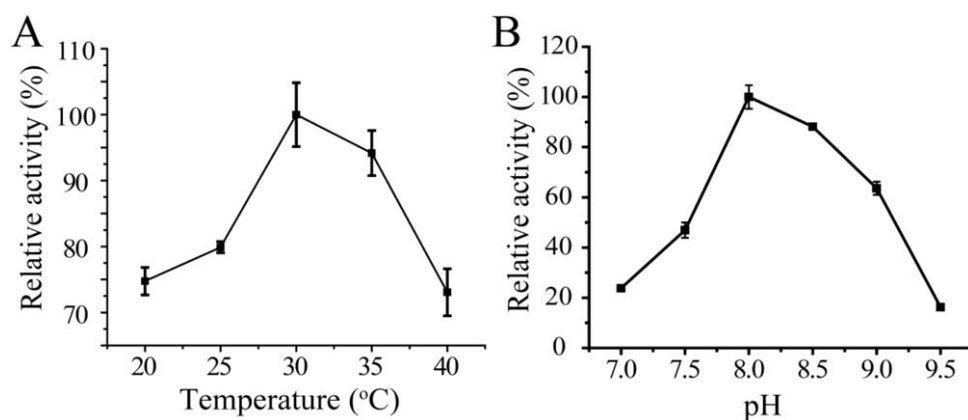 A
Relative activity (%)
110
100
90
80
70
20 25 30 35 40
Temperature (°C)
B
Relative activity (%)
120
100
80
60
40
20
0
7.0 7.5 8.0 8.5 9.0 9.5
pH